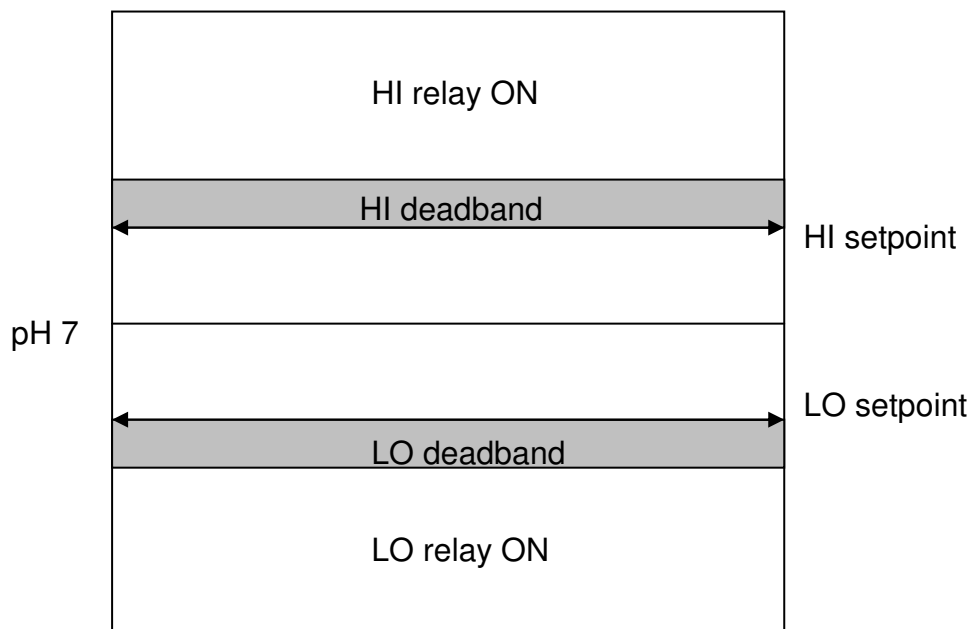 HI relay ON
HI deadband
HI setpoint
pH 7
LO setpoint
LO deadband
LO relay ON